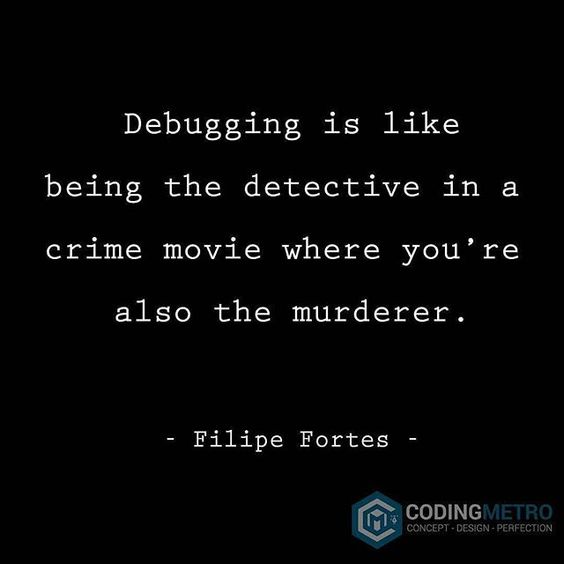 Debugging is like
being the detective in a
crime movie where you're
also the murderer.
- Filipe Fortes -
CODINGMETRO
CONCEPT - DESIGN - PERFECTION